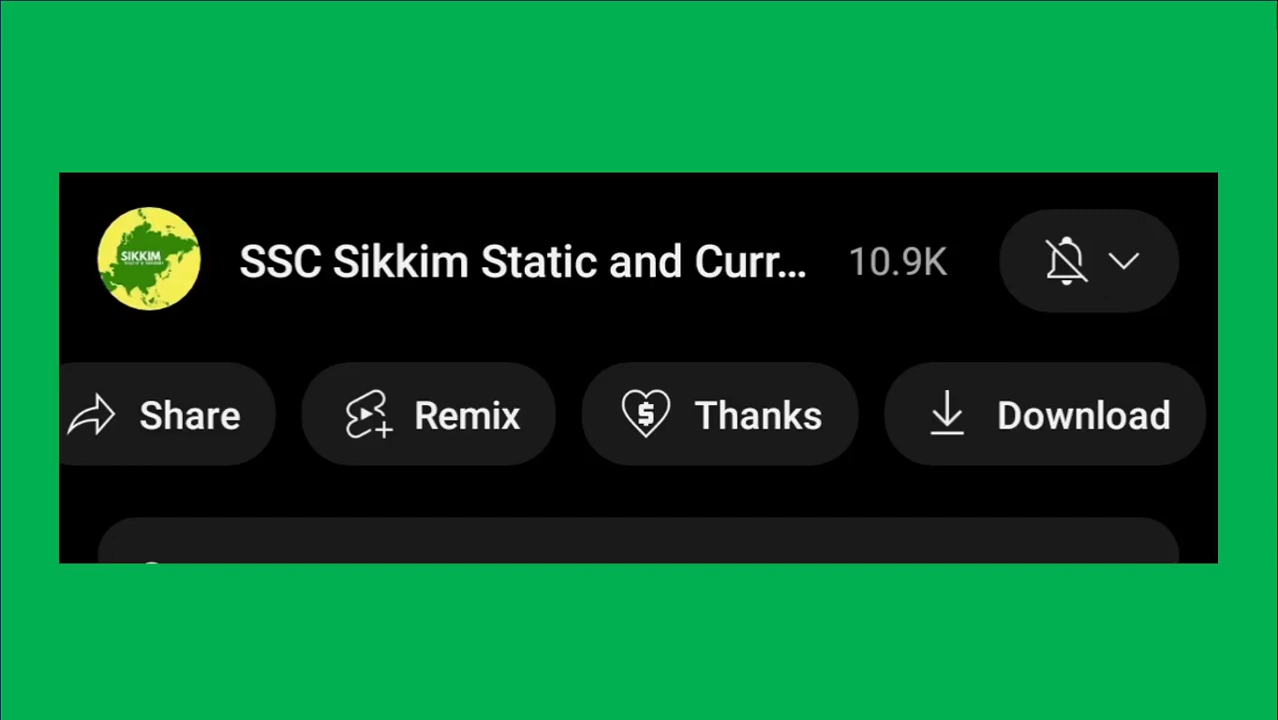 SIKKIM
SSC Sikkim Static and Curr...
10.9K
Share
Remix
Thanks
Download